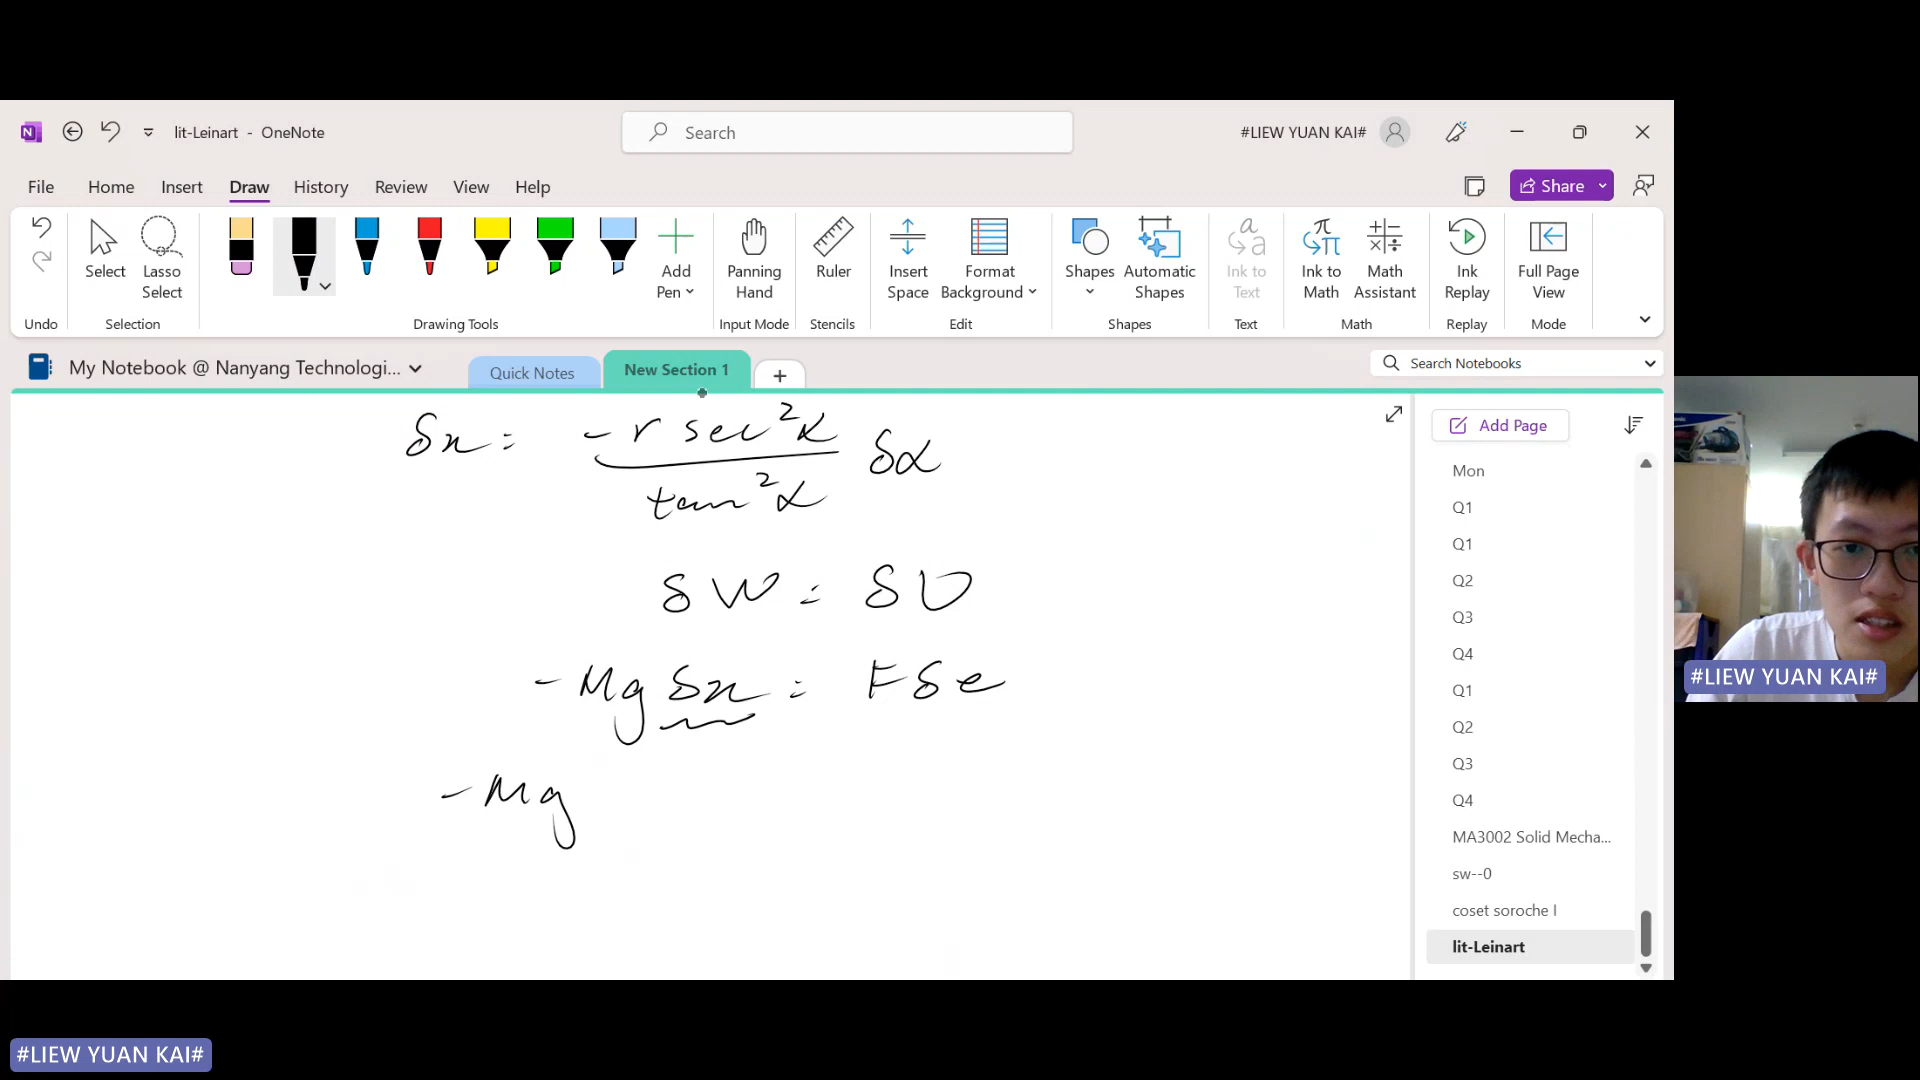 lit-Leinart - OneNote
Search
#LIEW YUAN KAI#
File Home Insert Draw History Review View Help
Share
Undo
Select
Lasso Select
Selection
Drawing Tools
Add Pen
Panning Hand
Input Mode
Ruler
Stencils
Insert Space
Format Background
Edit
Shapes
Automatic Shapes
Shapes
Ink to Text
Text
Ink to Math
Math Assistant
Math
Ink Replay
Replay
Full Page View
Mode
My Notebook @ Nanyang Technologi...
Quick Notes
New Section 1
Search Notebooks
δx = -r sec²α / tan²α δα
δW = δU
-Mg δx = F δe
-Mg
Add Page
Mon
Q1
Q1
Q2
Q3
Q4
Q1
Q2
Q3
Q4
MA3002 Solid Mecha...
sw--0
coset soroche I
lit-Leinart
#LIEW YUAN KAI#
#LIEW YUAN KAI#